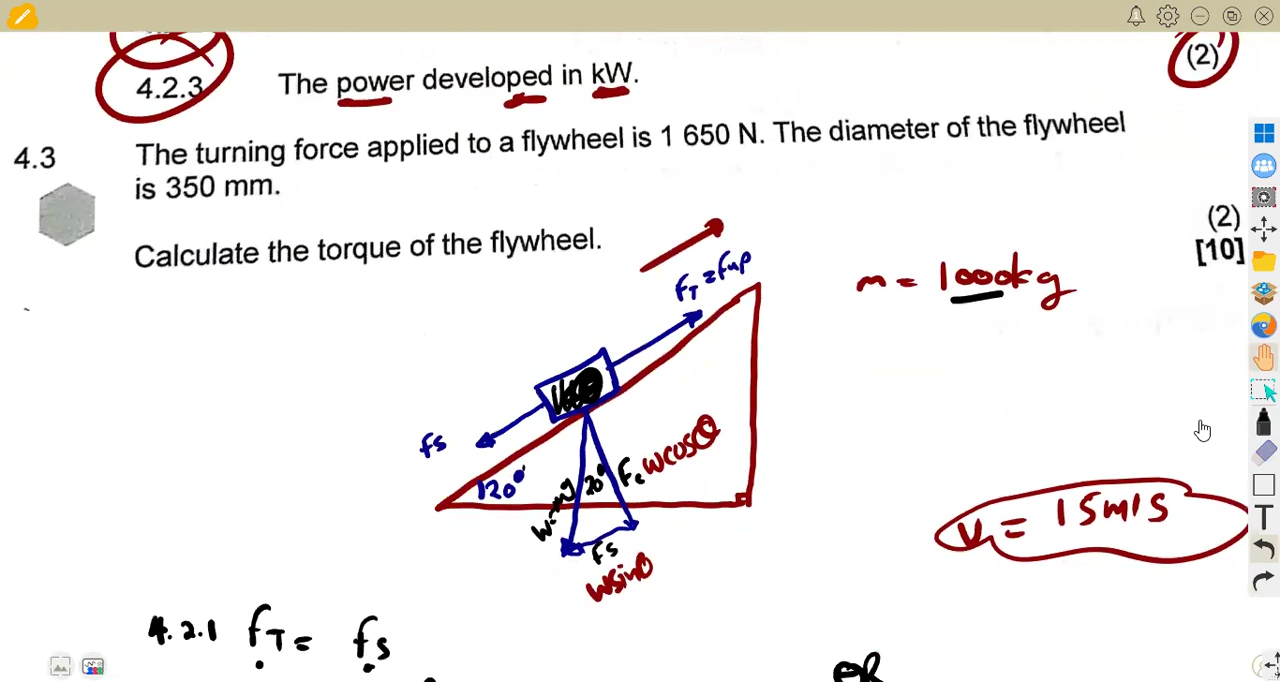 4.2.3 The power developed in kW. (2)
4.3 The turning force applied to a flywheel is 1 650 N. The diameter of the flywheel
is 350 mm.
(2)
Calculate the torque of the flywheel. [10]
FT = Fup
m = 1000kg
fs
120°
20°
Fc wcosθ
w = mg
fs
wsinθ
V = 15m/s
4.2.1 fT = fs
OR
T